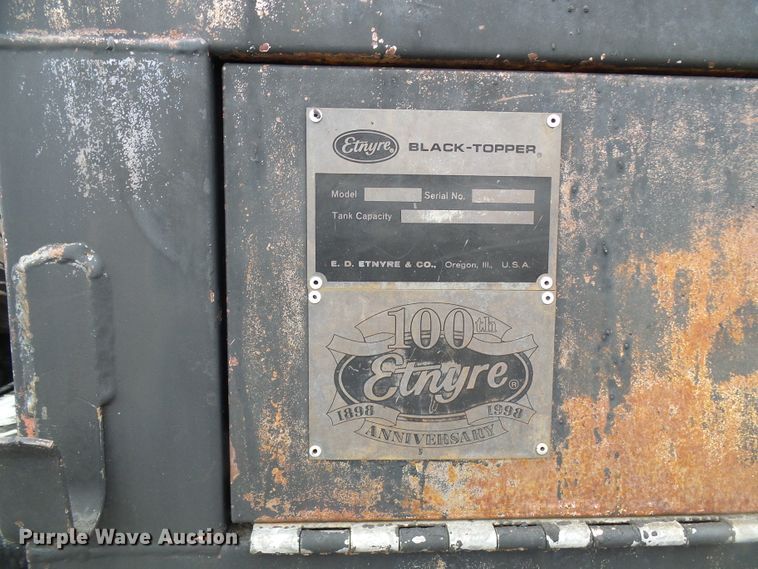 Etnyre® BLACK-TOPPER®
Model Serial No.
Tank Capacity
E. D. ETNYRE & CO., Oregon, Ill., U.S.A.
100th
Etnyre®
1898 1998
ANNIVERSARY
Purple Wave Auction